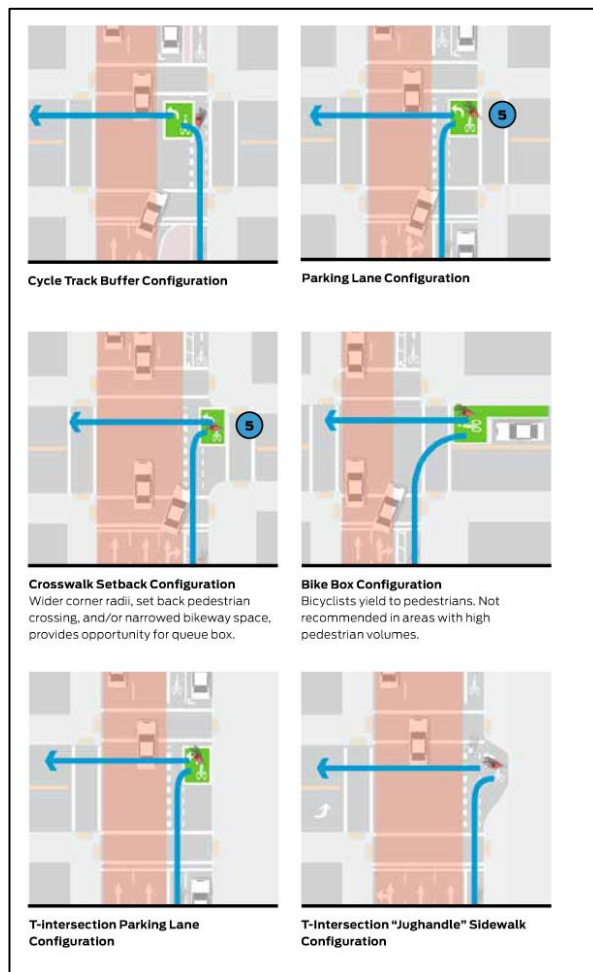 5
Cycle Track Buffer Configuration
Parking Lane Configuration
5
Crosswalk Setback Configuration
Wider corner radii, set back pedestrian
crossing, and/or narrowed bikeway space,
provides opportunity for queue box.
Bike Box Configuration
Bicyclists yield to pedestrians. Not
recommended in areas with high
pedestrian volumes.
T-intersection Parking Lane
Configuration
T-Intersection “Jughandle” Sidewalk
Configuration